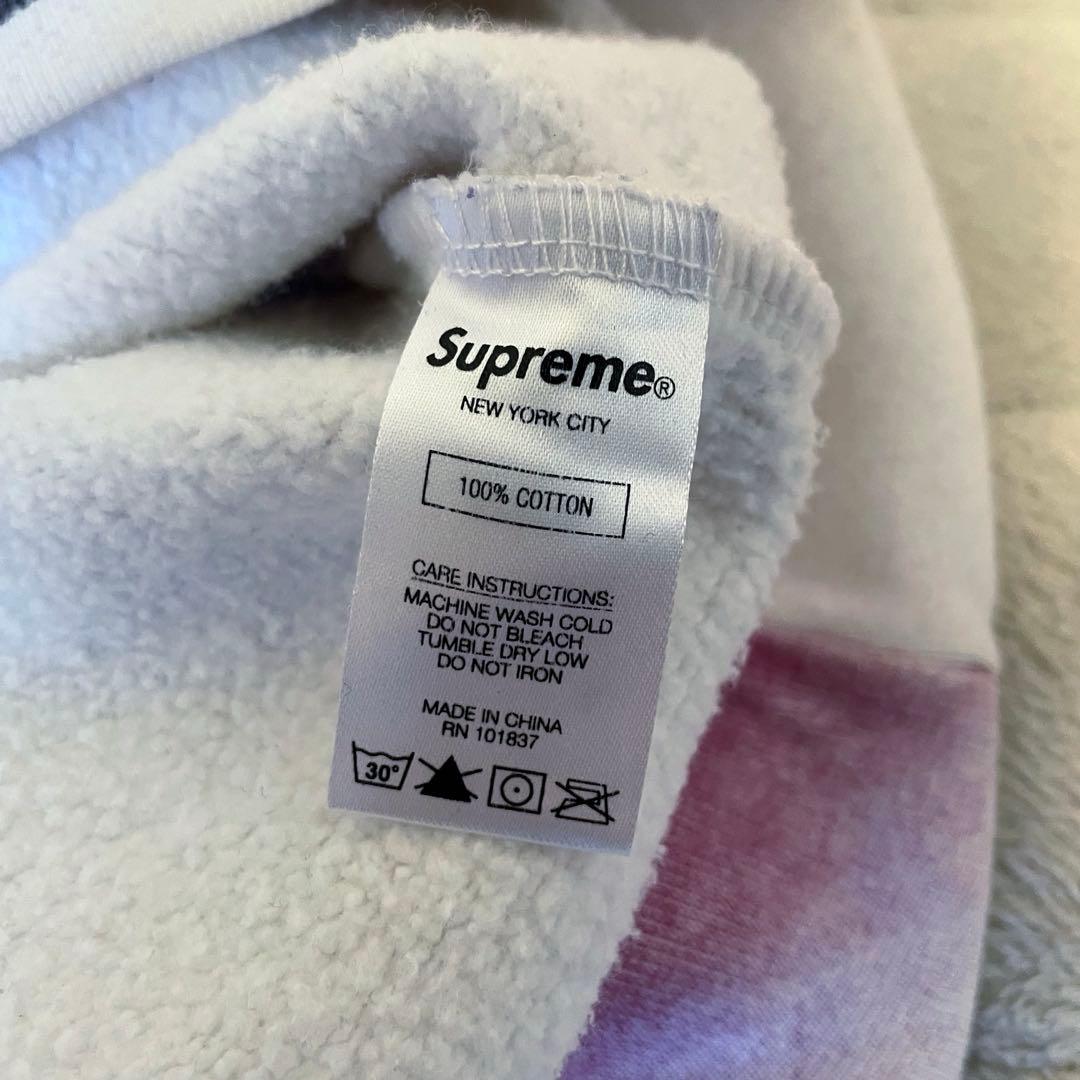 Supreme®
NEW YORK CITY
100% COTTON
CARE INSTRUCTIONS:
MACHINE WASH COLD
DO NOT BLEACH
TUMBLE DRY LOW
DO NOT IRON
MADE IN CHINA
RN 101837
30°